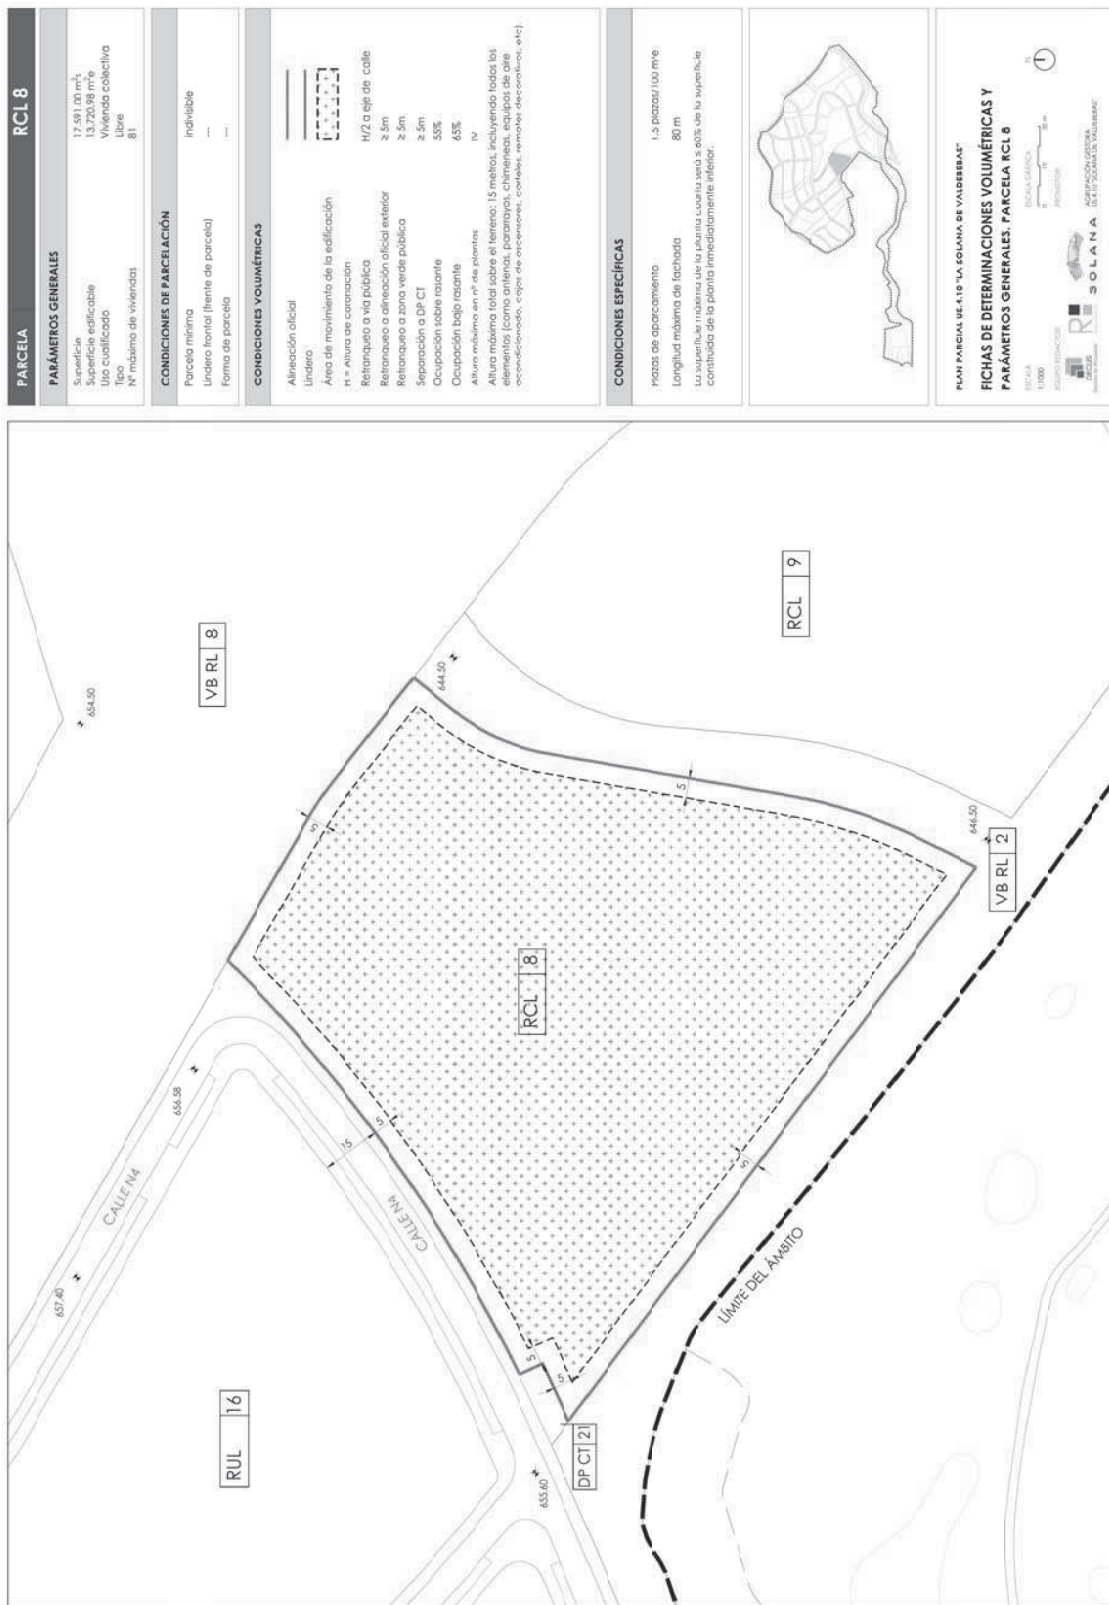 PARCELA RCL 8
PARÁMETROS GENERALES
Superficie 17.591,00 m²s
Superficie edificable 13.720,98 m²e
Uso cualificado Vivienda colectiva
Tipo Libre
Nº máximo de viviendas 81
CONDICIONES DE PARCELACIÓN
Parcela mínima indivisible
Lindero frontal (frente de parcela) ---
Forma de parcela ---
CONDICIONES VOLUMÉTRICAS
Alineación oficial
Lindero
Área de movimiento de la edificación
H = Altura de coronación
Retranqueo a vía pública H/2 a eje de calle
Retranqueo a alineación oficial exterior ≥ 5m
Retranqueo a zona verde pública ≥ 5m
Separación a DP CT ≥ 5m
Ocupación sobre rasante 55%
Ocupación bajo rasante 65%
Altura máxima en nº de plantas IV
Altura máxima total sobre el terreno: 15 metros, incluyendo todos los
elementos (como antenas, pararrayos, chimeneas, equipos de aire
acondicionado, cajas de ascensores, carteles, remates decorativos, etc).
CONDICIONES ESPECÍFICAS
Plazas de aparcamiento 1,5 plazas/100 m²e
Longitud máxima de fachada 80 m
La superficie máxima de la planta cuarta será ≤ 60% de la superficie
construida de la planta inmediatamente inferior.
PLAN PARCIAL UE.4.10 "LA SOLANA DE VALDEBEBAS"
FICHAS DE DETERMINACIONES VOLUMÉTRICAS Y
PARÁMETROS GENERALES. PARCELA RCL 8
ESCALA
1:1000
ESCALA GRÁFICA
0 10 20 m
N
EQUIPO REDACTOR
PROMOTOR
SOLANA
AGRUPACIÓN GESTORA
UE.4.10 "SOLANA DE VALDEBEBAS"
654.50
VB RL 8
644.50
RCL 9
5
5
646.50
VB RL 2
RCL 8
656.58
CALLE N4
657.40
15
5
CALLE N4
5
LÍMITE DEL ÁMBITO
5
5
RUL 16
DP CT 21
655.60